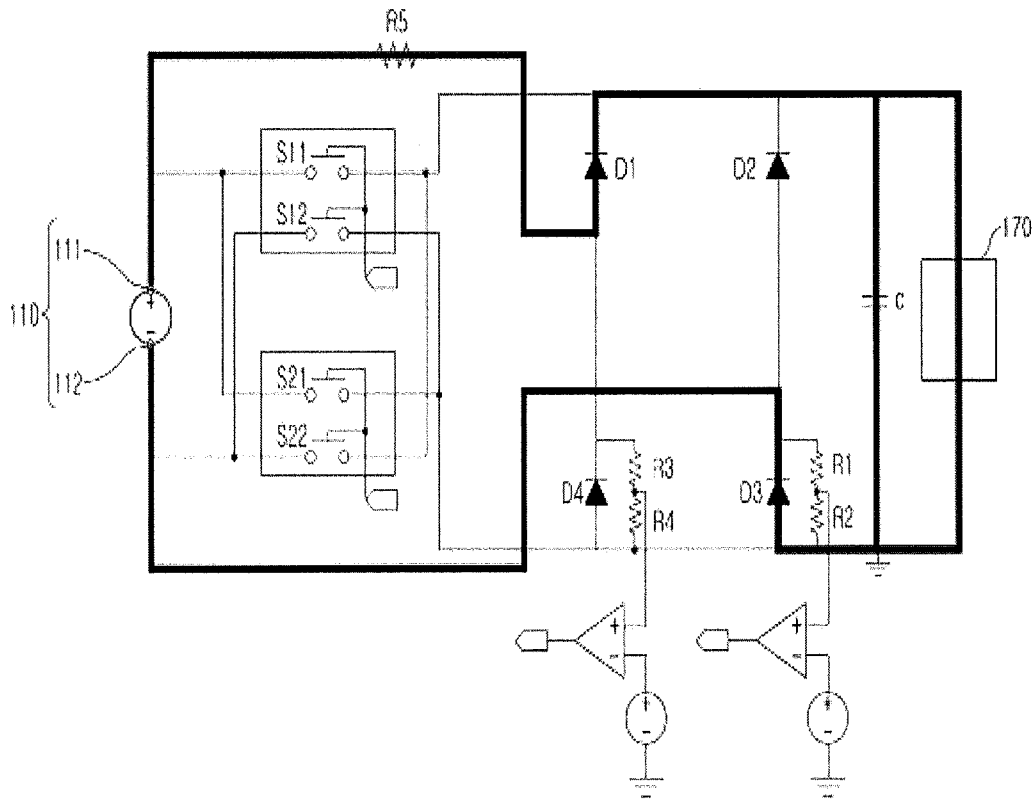 R5
S11
S12
D1
D2
170
111
110
+
-
112
C
S21
S22
R3
R1
D4
R4
D3
R2
+
-
+
-
+
-
+
-